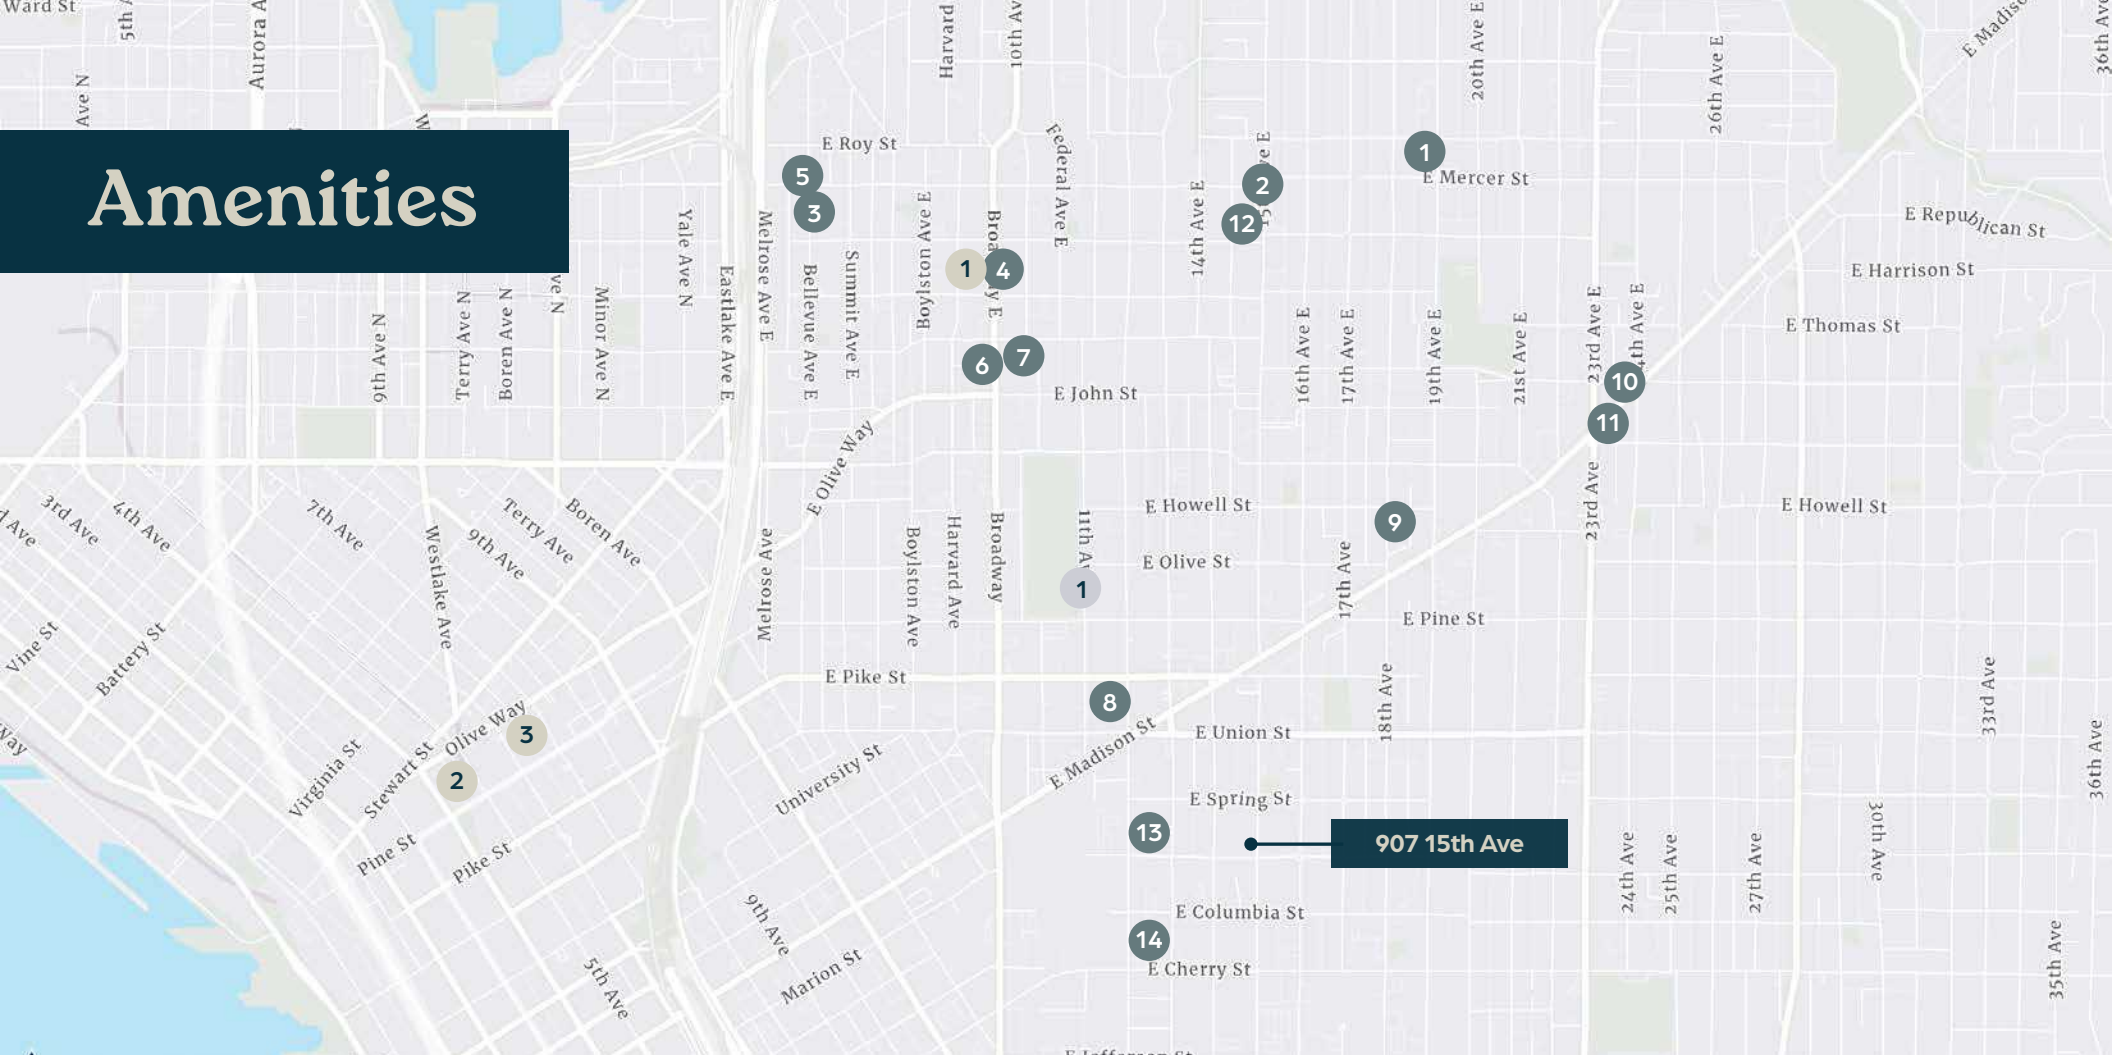 Ward St
5th A
Aurora A
Harvard
10th Av
20th Ave E
26th Ave E
E Madiso
36th Av
Ave N
W
Amenities
E Roy St
Federal Ave E
5
3
1
E Mercer St
2
12
14th Ave E
E Republican St
E Harrison St
E Thomas St
Yale Ave N
Melrose Ave E
Boylston Ave E
1
4
Eastlake Ave E
Bellevue Ave E
Summit Ave E
9th Ave N
Terry Ave N
Boren Ave N
Minor Ave N
16th Ave E
17th Ave E
19th Ave E
21st Ave E
23rd Ave E
6
7
E John St
10
11
E Olive Way
3rd Ave
4th Ave
7th Ave
Westlake Ave
9th Ave
Terry Ave
Boren Ave
Melrose Ave
Boylston Ave
Harvard Ave
Broadway
11th Av
E Howell St
9
23rd Ave
E Howell St
E Olive St
1
17th Ave
E Pine St
Vine St
Battery St
E Pike St
8
18th Ave
33rd Ave
36th Ave
Way
Virginia St
Stewart St
Olive Way
3
2
University St
E Madison St
E Union St
E Spring St
Pine St
Pike St
13
907 15th Ave
24th Ave
25th Ave
27th Ave
30th Ave
9th Ave
E Columbia St
14
E Cherry St
5th Ave
Marion St
35th Ave